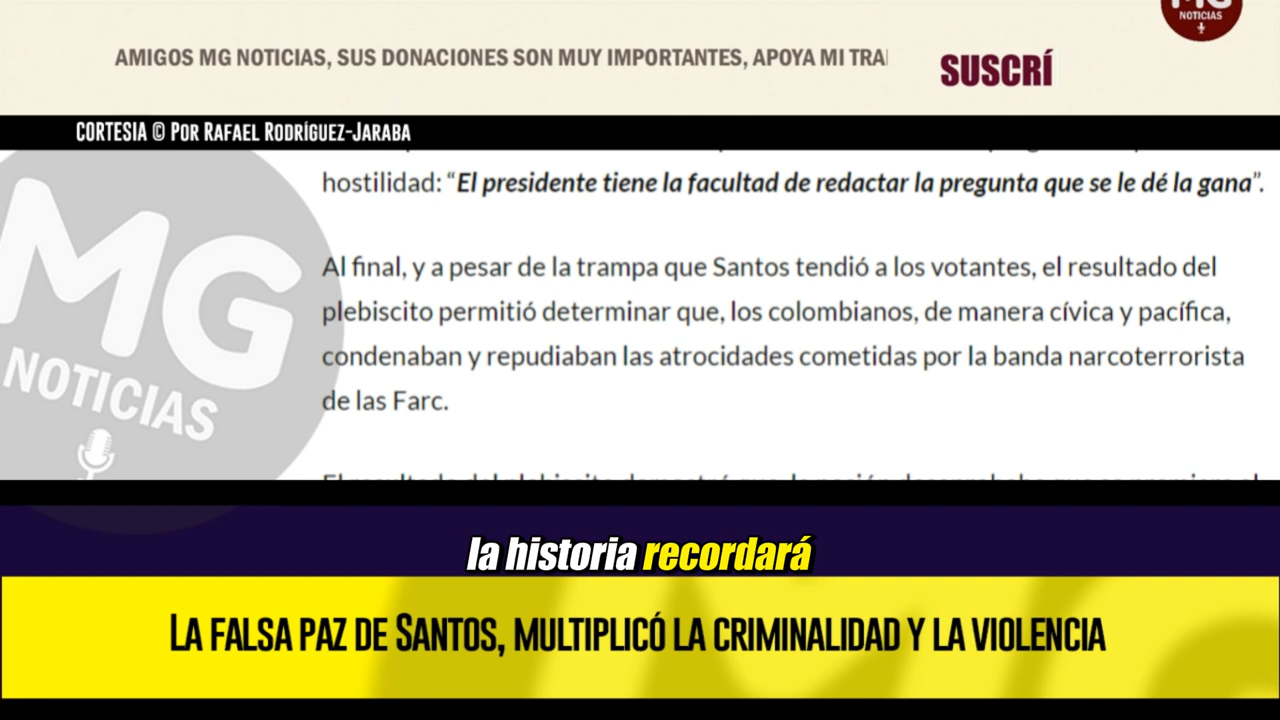 MG
NOTICIAS
AMIGOS MG NOTICIAS, SUS DONACIONES SON MUY IMPORTANTES, APOYA MI TRA
SUSCRÍ
CORTESIA © POR RAFAEL RODRÍGUEZ-JARABA
hostilidad: “El presidente tiene la facultad de redactar la pregunta que se le dé la gana”.
Al final, y a pesar de la trampa que Santos tendió a los votantes, el resultado del
plebiscito permitió determinar que, los colombianos, de manera cívica y pacífica,
condenaban y repudiaban las atrocidades cometidas por la banda narcoterrorista
de las Farc.
MG
NOTICIAS
la historia recordará
LA FALSA PAZ DE SANTOS, MULTIPLICÓ LA CRIMINALIDAD Y LA VIOLENCIA